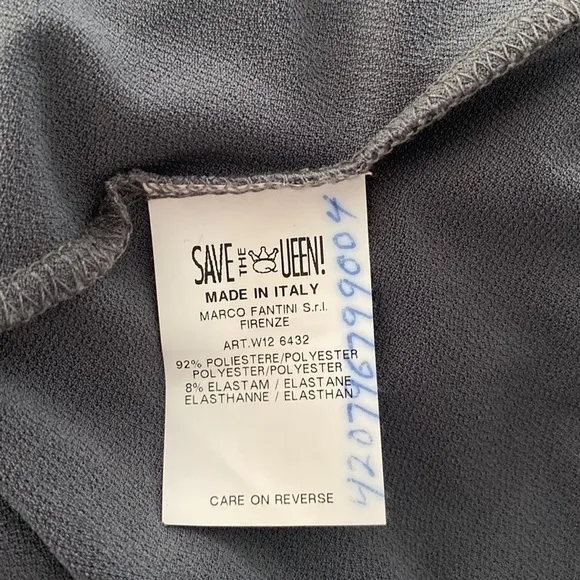 SAVE THE QUEEN!
MADE IN ITALY
MARCO FANTINI S.r.l.
FIRENZE
ART.W12 6432
92% POLIESTERE/POLYESTER
POLYESTER/POLYESTER
8% ELASTAM / ELASTANE
ELASTHANNE / ELASTHAN
CARE ON REVERSE
420746799004